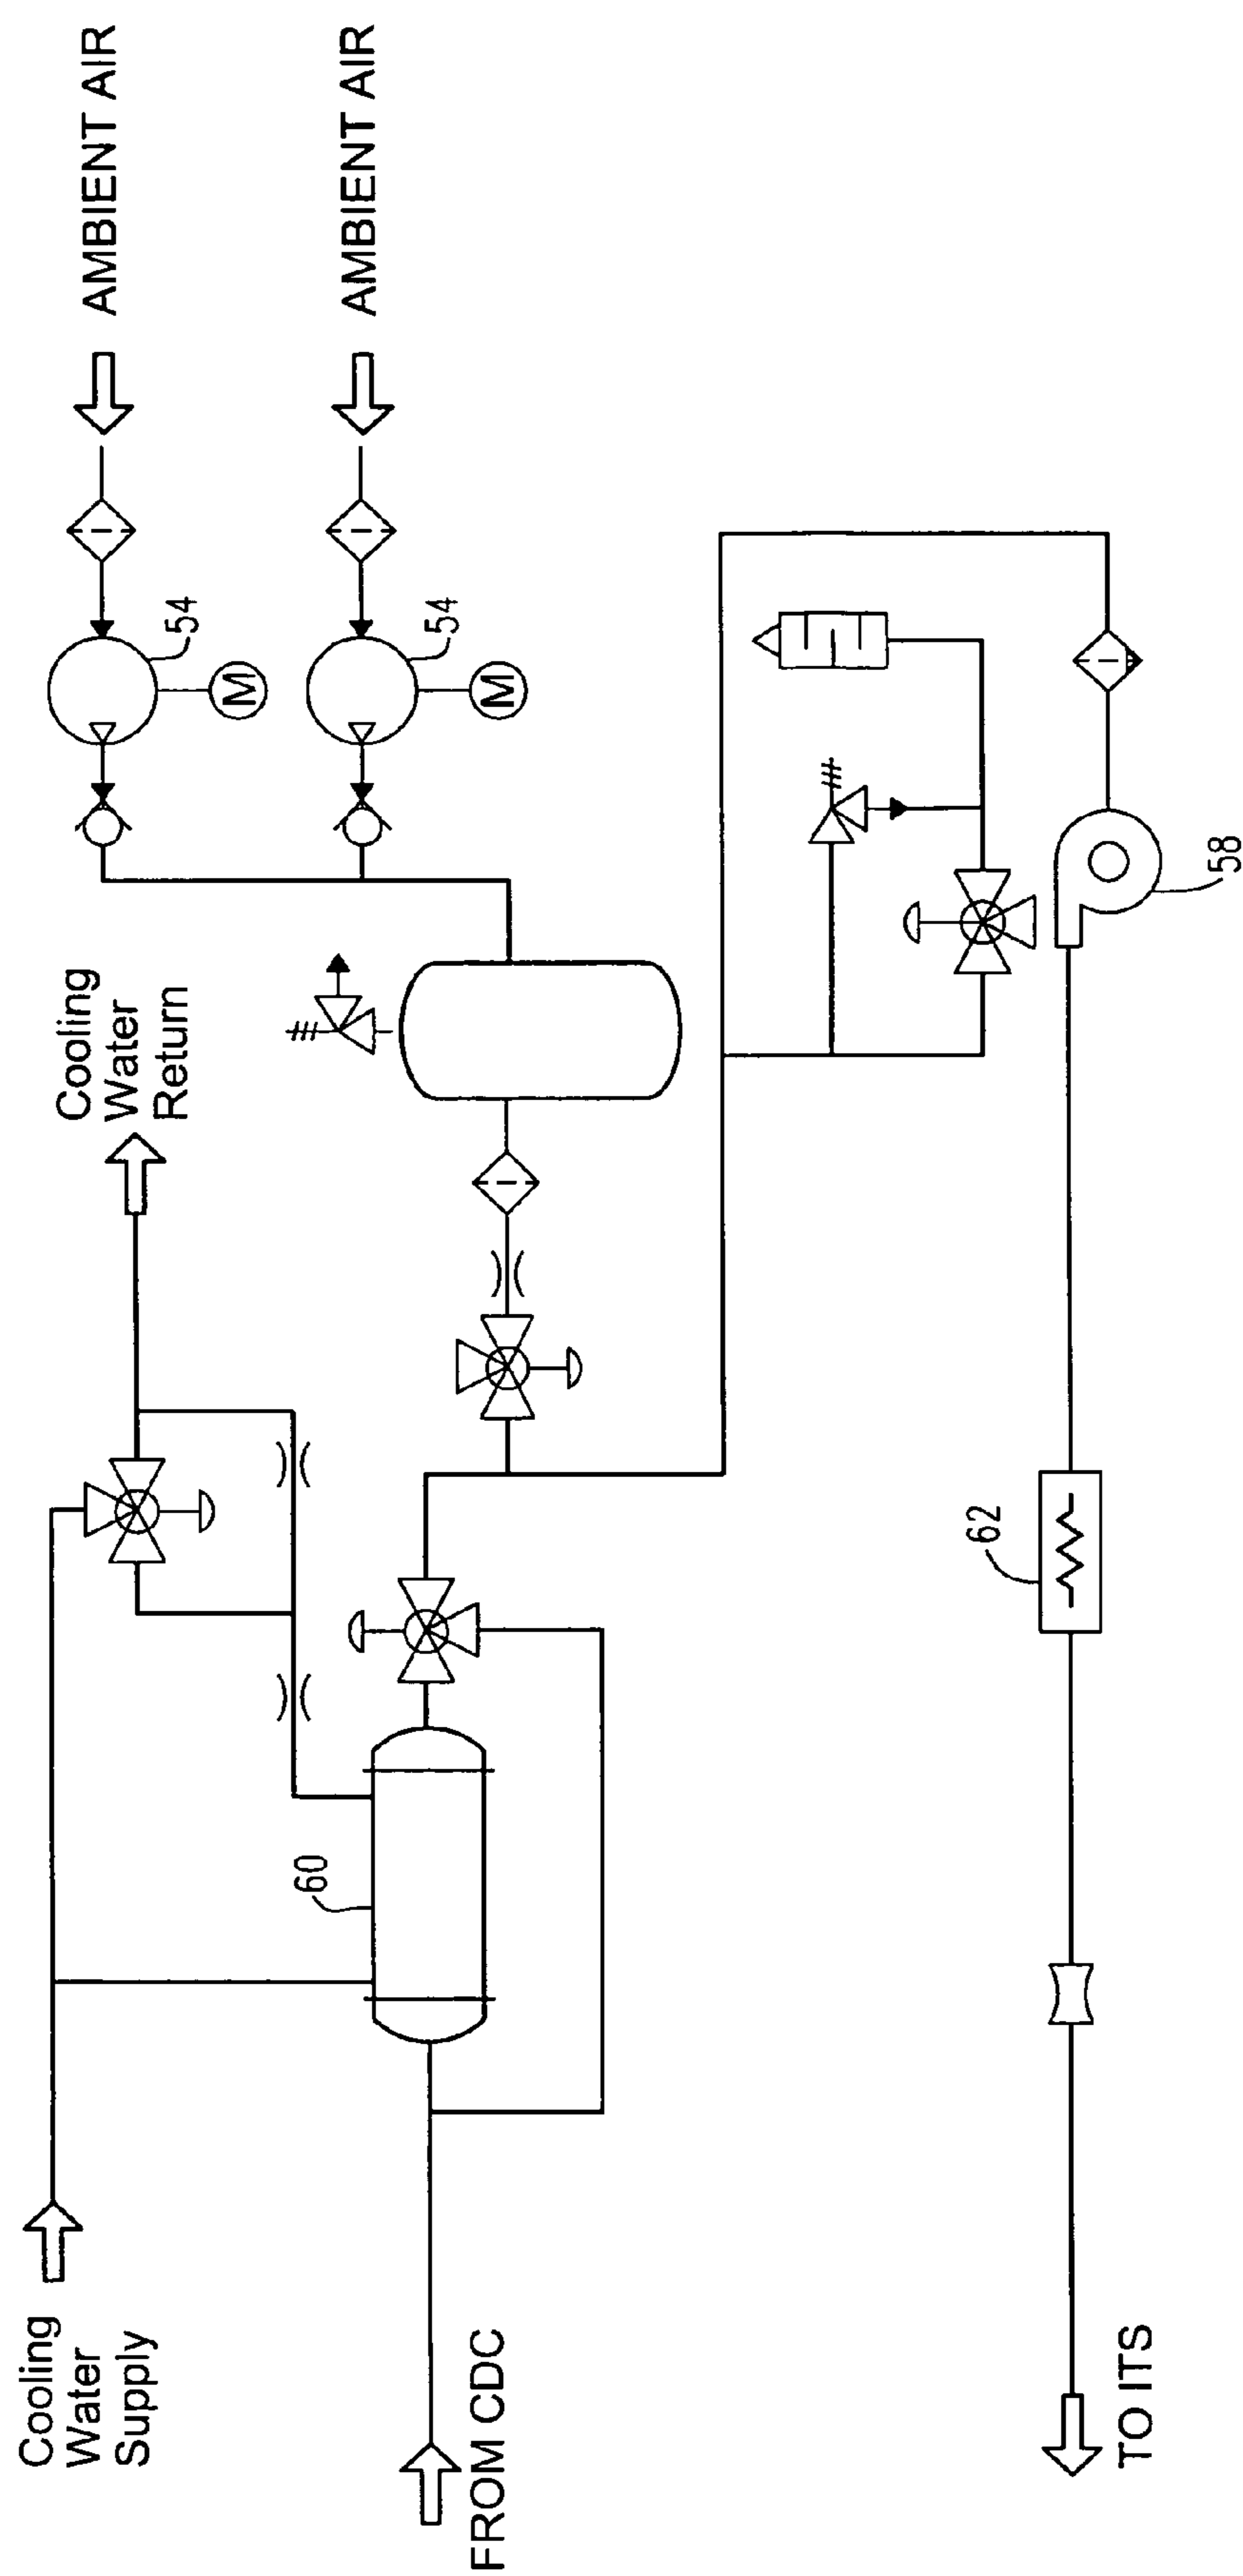 Cooling
Water
Supply
Cooling
Water
Return
AMBIENT AIR
54
M
AMBIENT AIR
54
M
60
FROM CDC
62
58
TO ITS